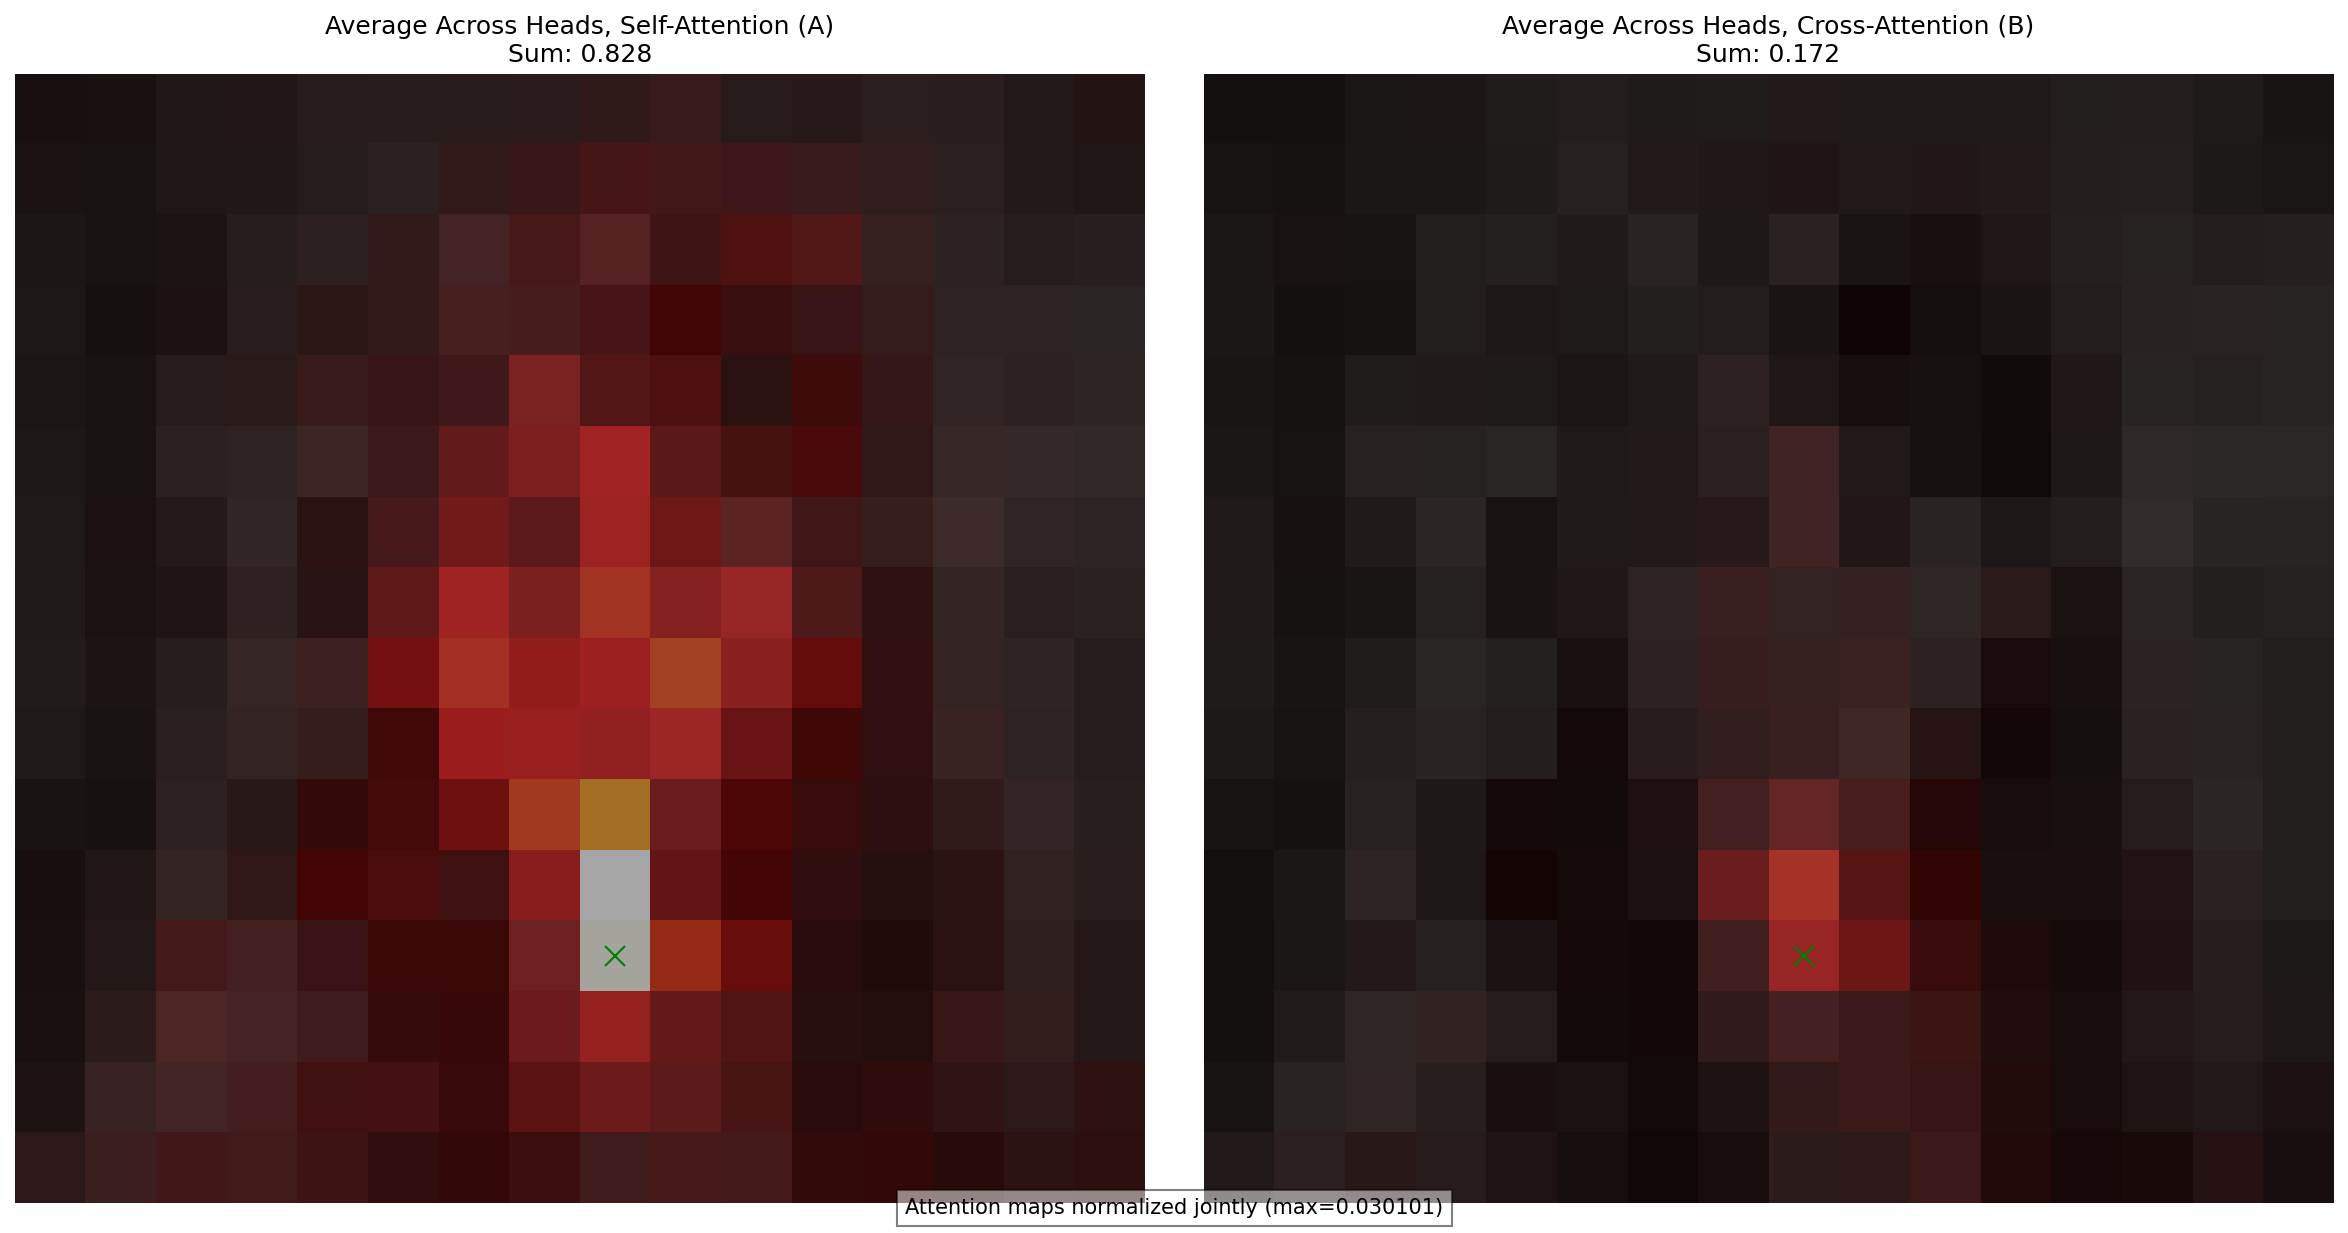 Average Across Heads, Self-Attention (A)
Sum: 0.828
Average Across Heads, Cross-Attention (B)
Sum: 0.172
Attention maps normalized jointly (max=0.030101)